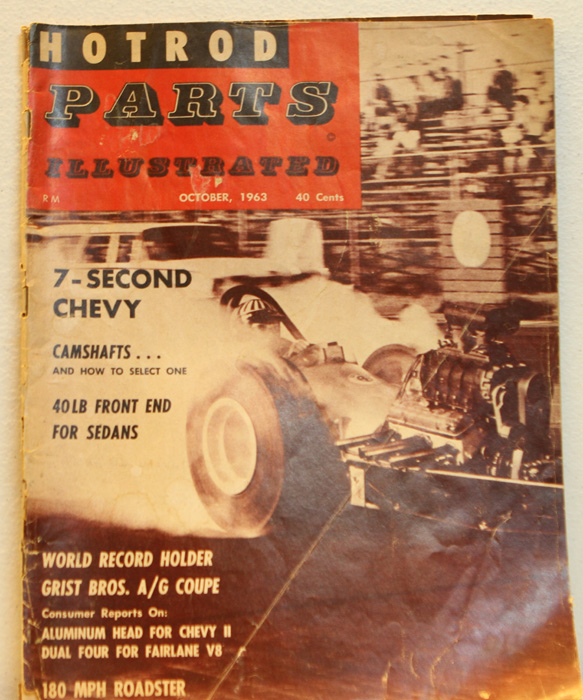 HOTROD
PARTS
ILLUSTRATED
RM OCTOBER, 1963 40 Cents
7-SECOND
CHEVY
CAMSHAFTS...
AND HOW TO SELECT ONE
40LB FRONT END
FOR SEDANS
WORLD RECORD HOLDER
GRIST BROS. A/G COUPE
Consumer Reports On:
ALUMINUM HEAD FOR CHEVY II
DUAL FOUR FOR FAIRLANE V8
180 MPH ROADSTER